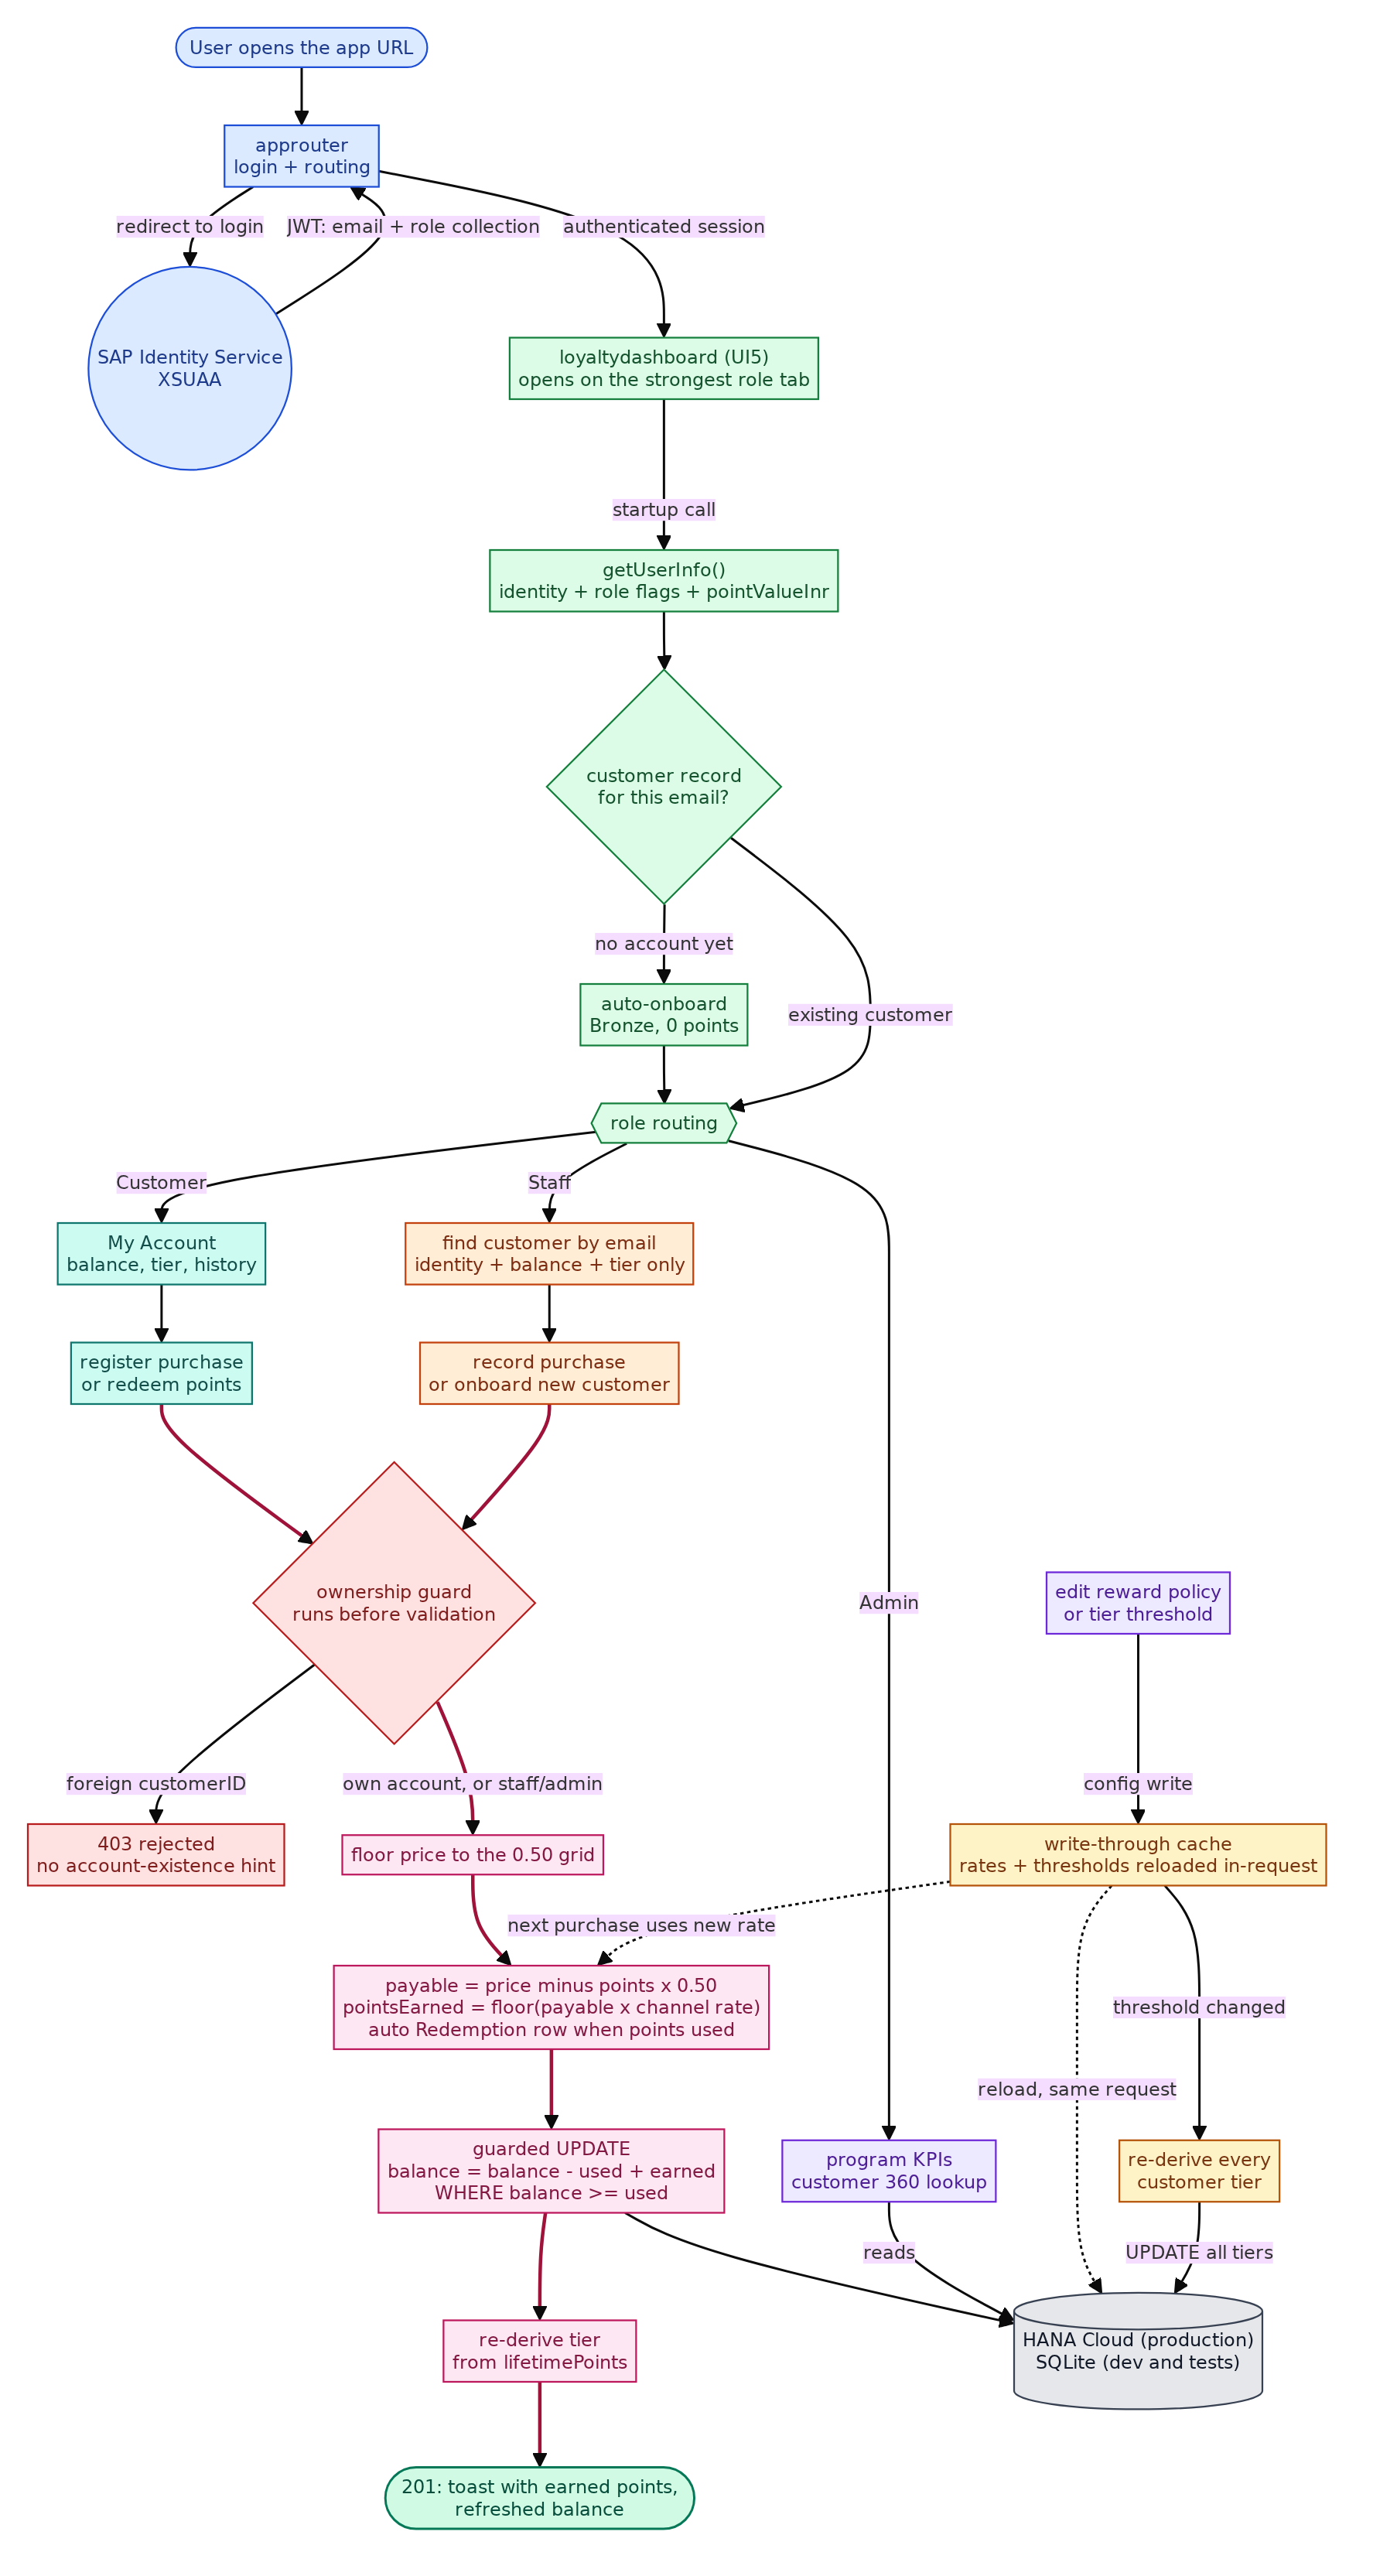 User opens the app URL
approuter
login + routing
redirect to login
JWT: email + role collection
authenticated session
SAP Identity Service
XSUAA
loyaltydashboard (UI5)
opens on the strongest role tab
startup call
getUserInfo()
identity + role flags + pointValueInr
customer record
for this email?
no account yet
auto-onboard
Bronze, 0 points
existing customer
role routing
Customer
Staff
My Account
balance, tier, history
find customer by email
identity + balance + tier only
register purchase
or redeem points
record purchase
or onboard new customer
ownership guard
runs before validation
Admin
edit reward policy
or tier threshold
foreign customerID
own account, or staff/admin
config write
403 rejected
no account-existence hint
floor price to the 0.50 grid
write-through cache
rates + thresholds reloaded in-request
next purchase uses new rate
payable = price minus points x 0.50
pointsEarned = floor(payable x channel rate)
auto Redemption row when points used
threshold changed
reload, same request
guarded UPDATE
balance = balance - used + earned
WHERE balance >= used
program KPIs
customer 360 lookup
re-derive every
customer tier
reads
UPDATE all tiers
re-derive tier
from lifetimePoints
HANA Cloud (production)
SQLite (dev and tests)
201: toast with earned points,
refreshed balance